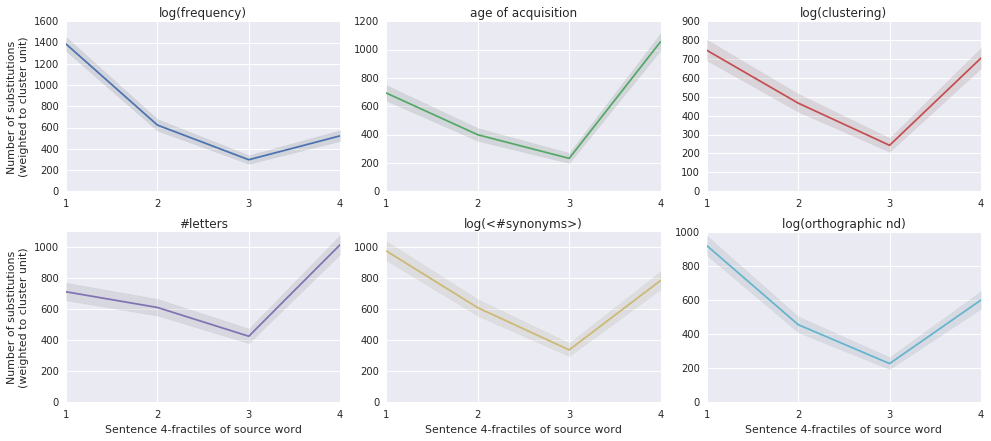 log(frequency)
1600
1400
1200
1000
800
600
400
200
0
1 2 3 4
Number of substitutions
(weighted to cluster unit)
age of acquisition
1200
1000
800
600
400
200
0
1 2 3 4
log(clustering)
900
800
700
600
500
400
300
200
100
0
1 2 3 4
#letters
1000
800
600
400
200
0
1 2 3 4
Number of substitutions
(weighted to cluster unit)
Sentence 4-fractiles of source word
log(<#synonyms>)
1000
800
600
400
200
0
1 2 3 4
Sentence 4-fractiles of source word
log(orthographic nd)
1000
800
600
400
200
0
1 2 3 4
Sentence 4-fractiles of source word